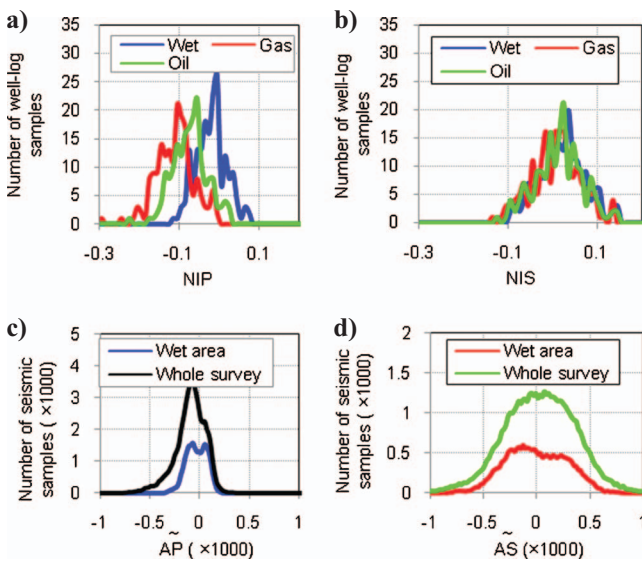 a)
35
30
25
20
15
10
5
0
Number of well-log
samples
Wet
Gas
Oil
-0.3
-0.1
0.1
NIP
b)
35
30
25
20
15
10
5
0
Number of well-log
samples
Wet
Gas
Oil
-0.3
-0.1
0.1
NIS
c)
5
4
3
2
1
0
Number of seismic
samples ( ×1000)
Wet area
Whole survey
-1
-0.5
0
0.5
1
ÃP ( ×1000)
d)
2
1.5
1
0.5
0
Number of seismic
samples ( ×1000)
Wet area
Whole survey
-1
-0.5
0
0.5
1
ÃS (×1000)